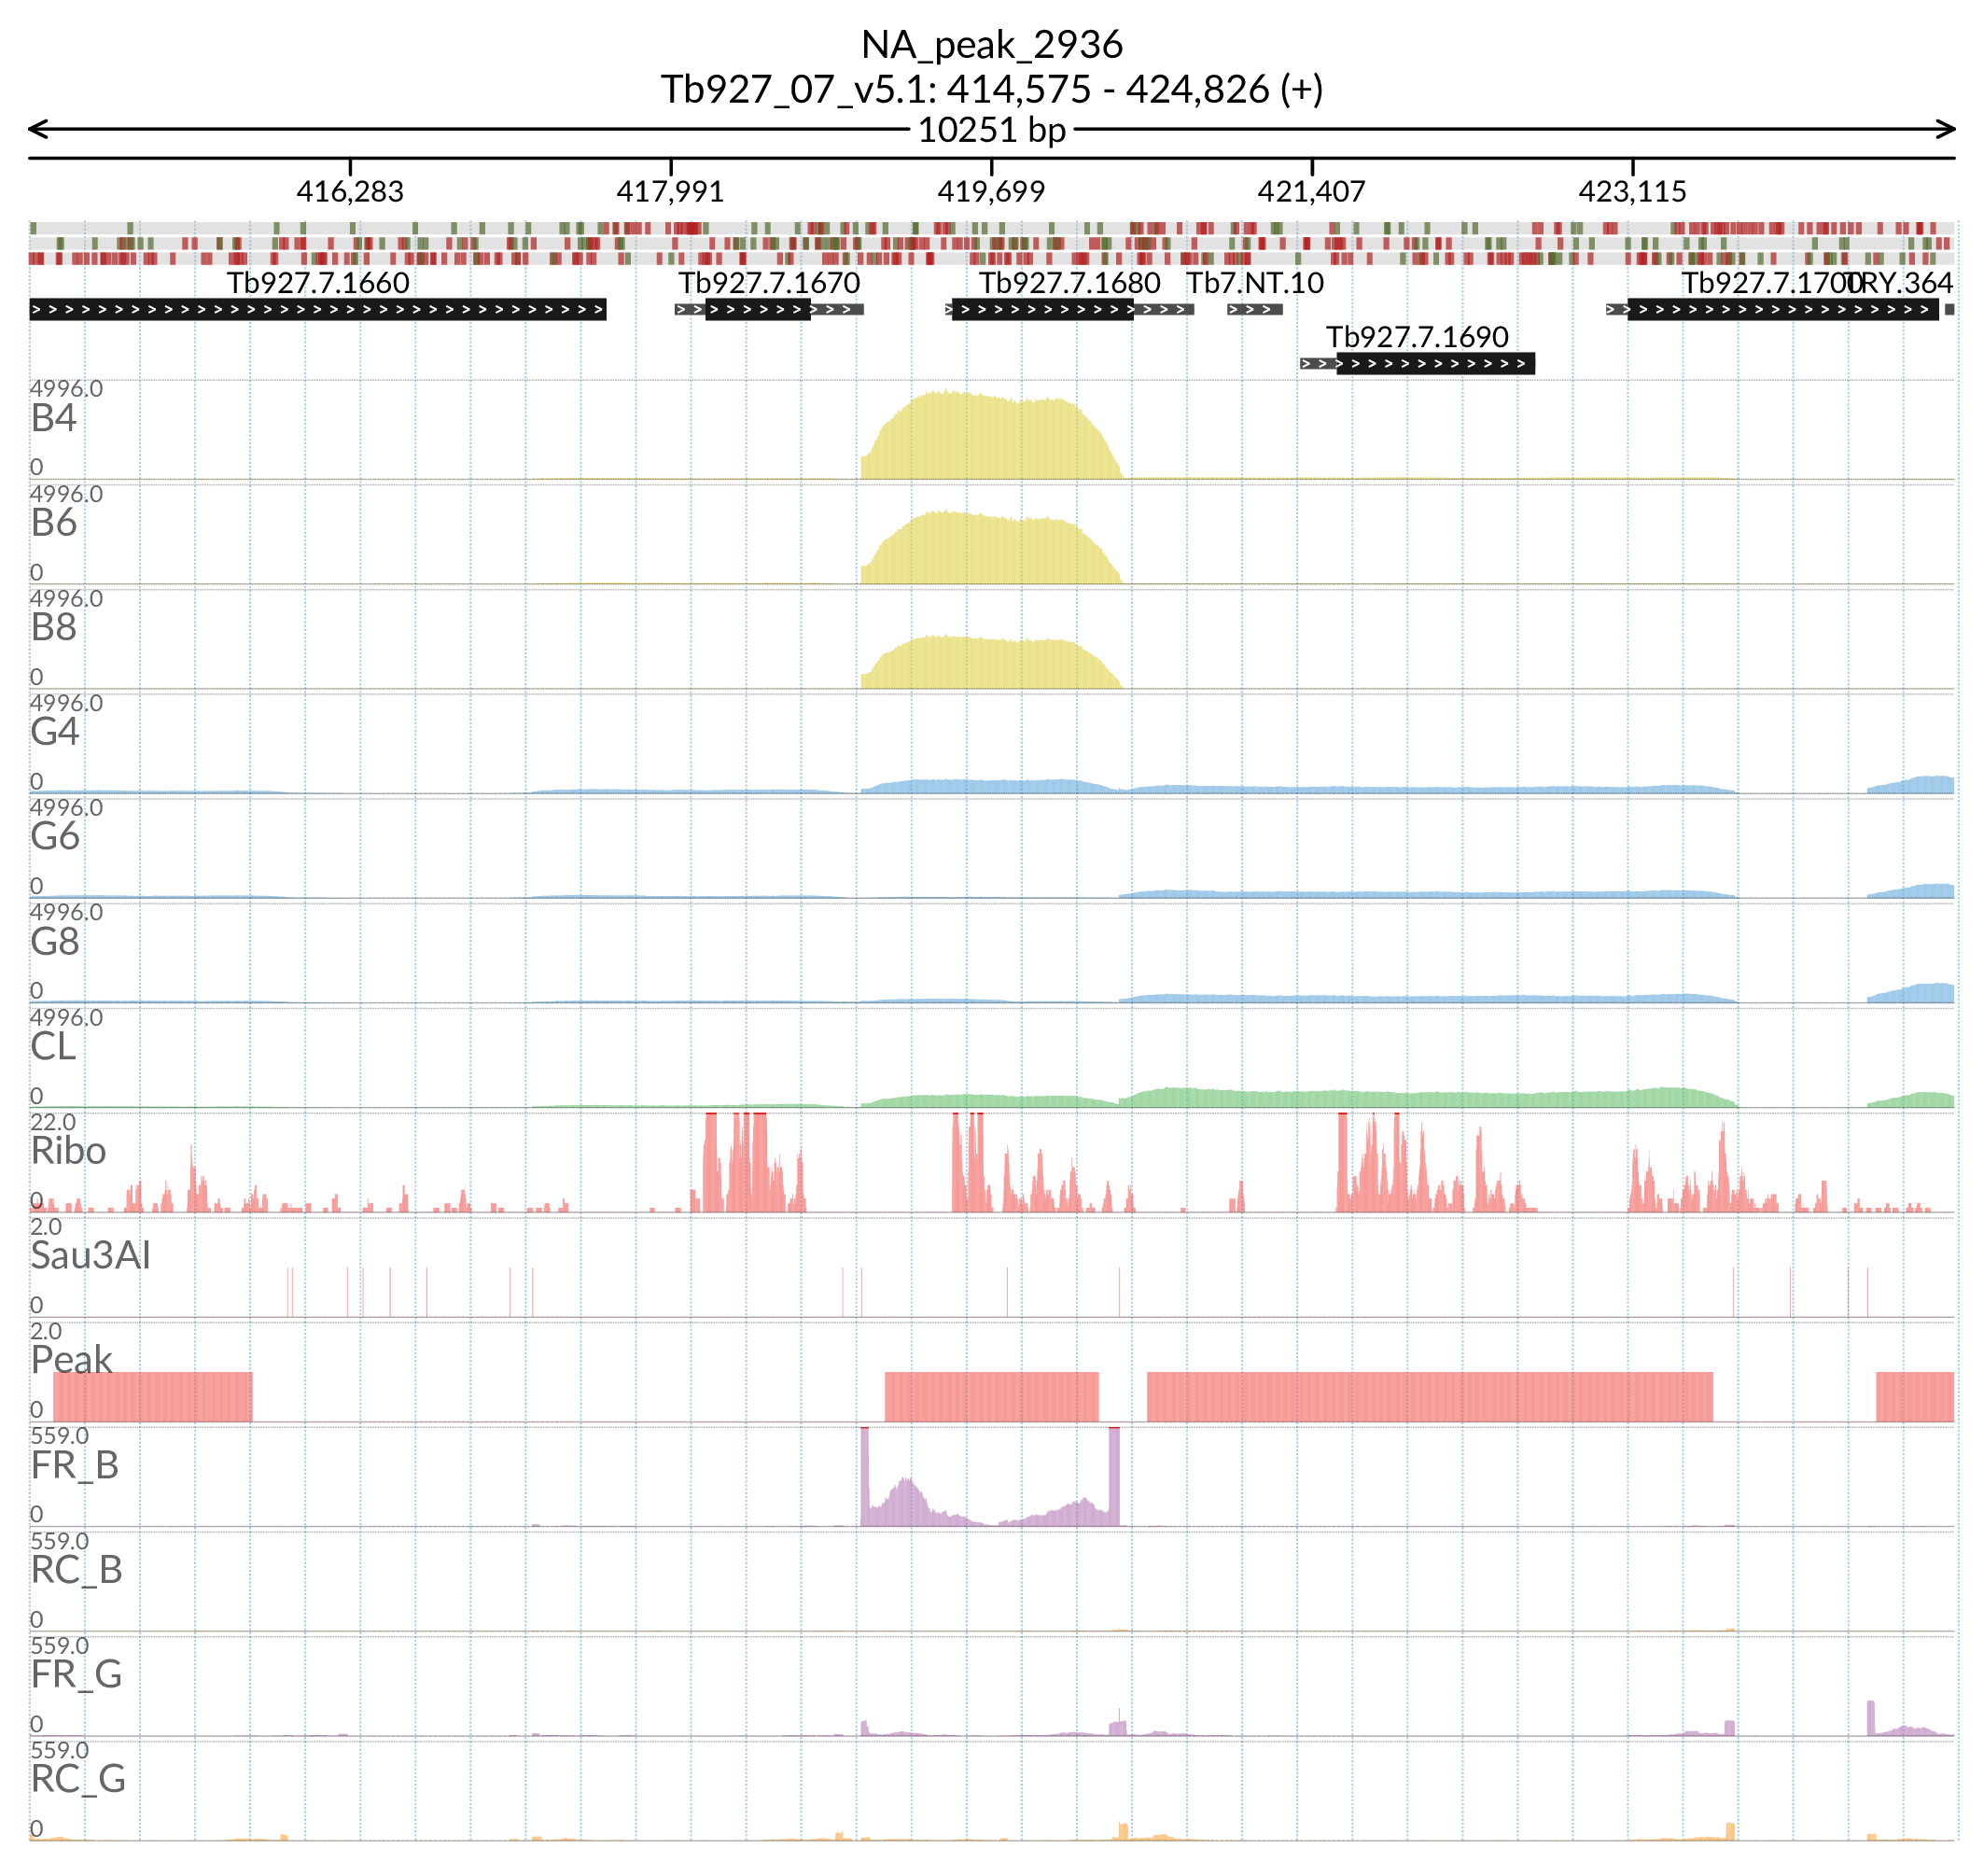 NA_peak_2936
Tb927_07_v5.1: 414,575 - 424,826 (+)
10251 bp
416,283 417,991 419,699 421,407 423,115
Tb927.7.1660 Tb927.7.1670 Tb927.7.1680 Tb7.NT.10 Tb927.7.1700 TRY.364
Tb927.7.1690
4996.0
B4
0
4996.0
B6
0
4996.0
B8
0
4996.0
G4
0
4996.0
G6
0
4996.0
G8
0
4996.0
CL
0
22.0
Ribo
0
2.0
Sau3AI
0
2.0
Peak
0
559.0
FR_B
0
559.0
RC_B
0
559.0
FR_G
0
559.0
RC_G
0